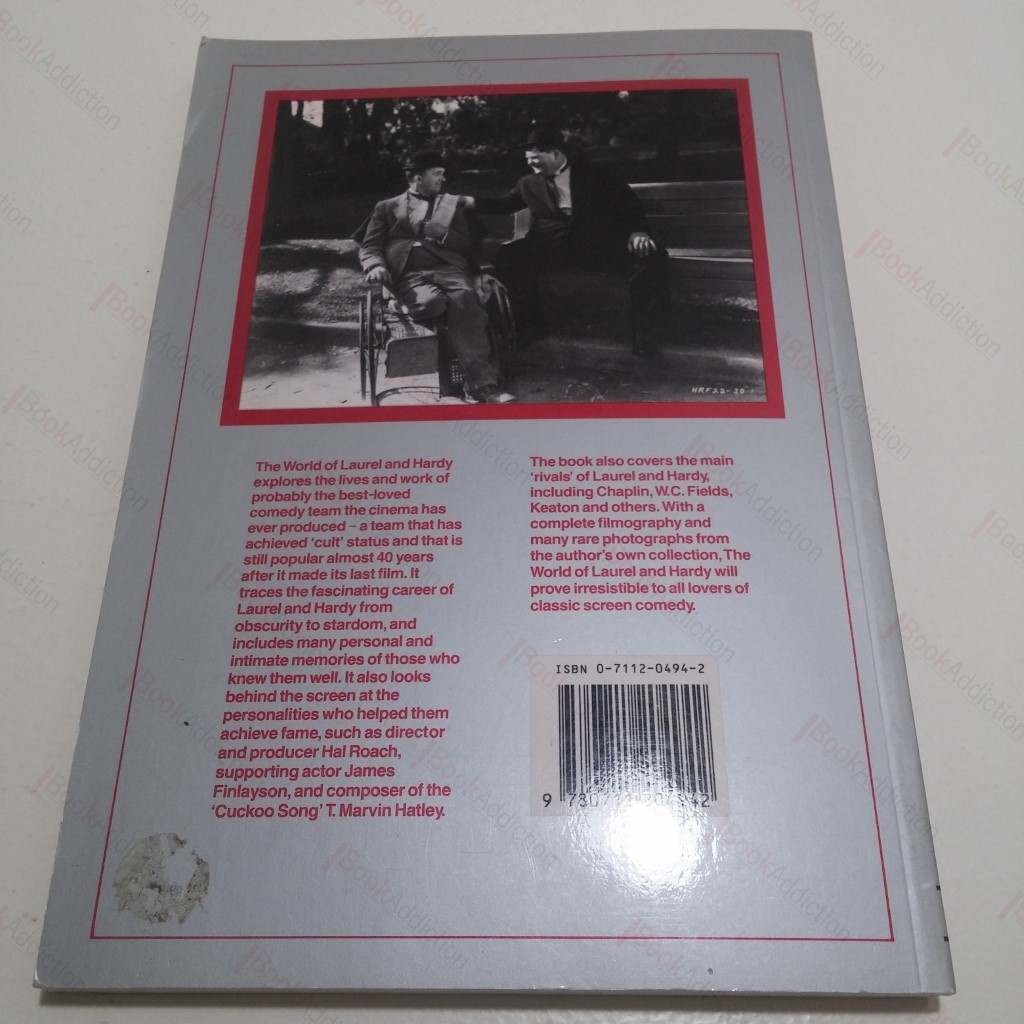 HRF22-30
The World of Laurel and Hardy
explores the lives and work of
probably the best-loved
comedy team the cinema has
ever produced – a team that has
achieved 'cult' status and that is
still popular almost 40 years
after it made its last film. It
traces the fascinating career of
Laurel and Hardy from
obscurity to stardom, and
includes many personal and
intimate memories of those who
knew them well. It also looks
behind the screen at the
personalities who helped them
achieve fame, such as director
and producer Hal Roach,
supporting actor James
Finlayson, and composer of the
'Cuckoo Song' T. Marvin Hatley.
The book also covers the main
'rivals' of Laurel and Hardy,
including Chaplin, W.C. Fields,
Keaton and others. With a
complete filmography and
many rare photographs from
the author's own collection, The
World of Laurel and Hardy will
prove irresistible to all lovers of
classic screen comedy.
ISBN 0-7112-0494-2
BookAddiction